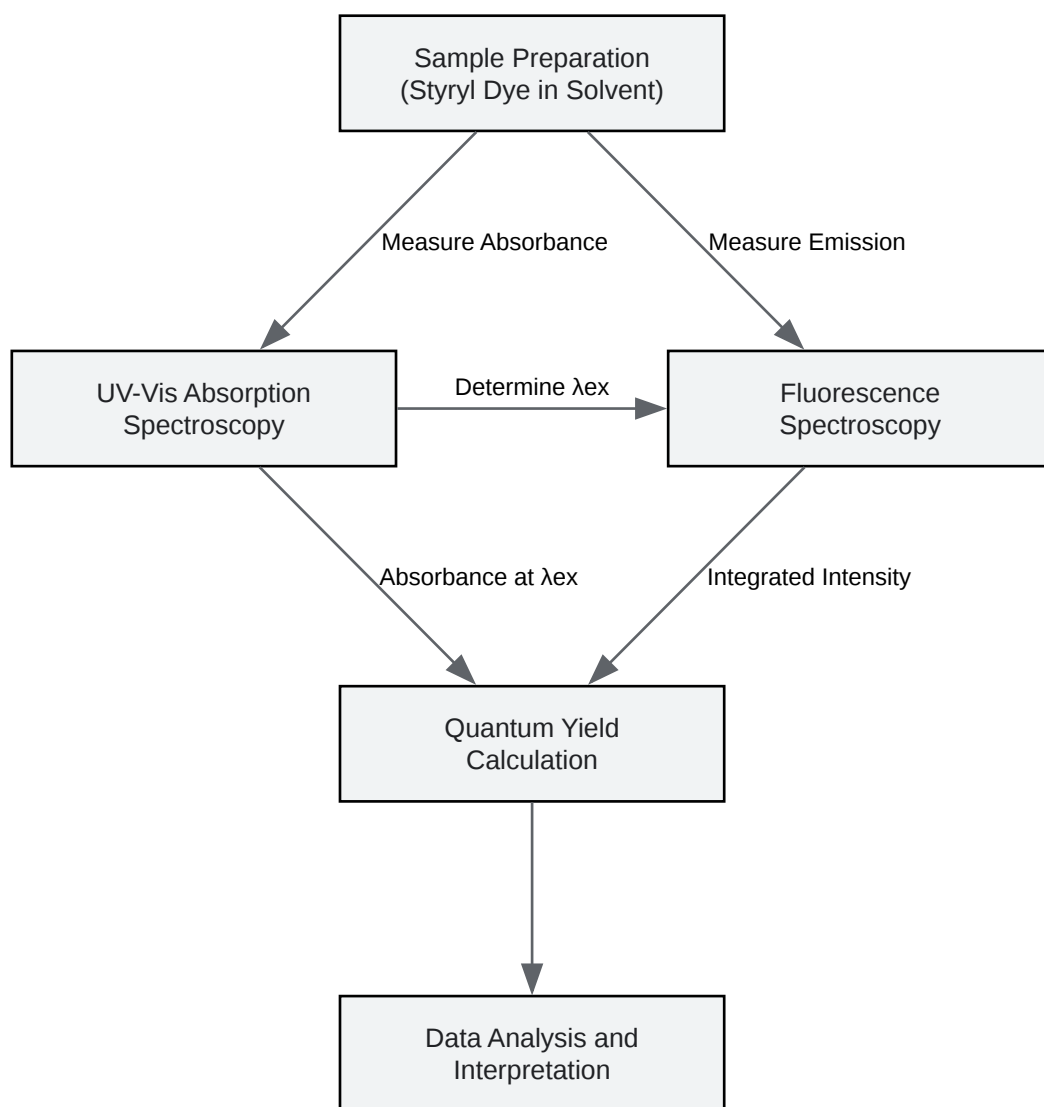 Sample Preparation
(Styryl Dye in Solvent)
Measure Absorbance
Measure Emission
UV-Vis Absorption
Spectroscopy
Determine λex
Fluorescence
Spectroscopy
Absorbance at λex
Integrated Intensity
Quantum Yield
Calculation
Data Analysis and
Interpretation